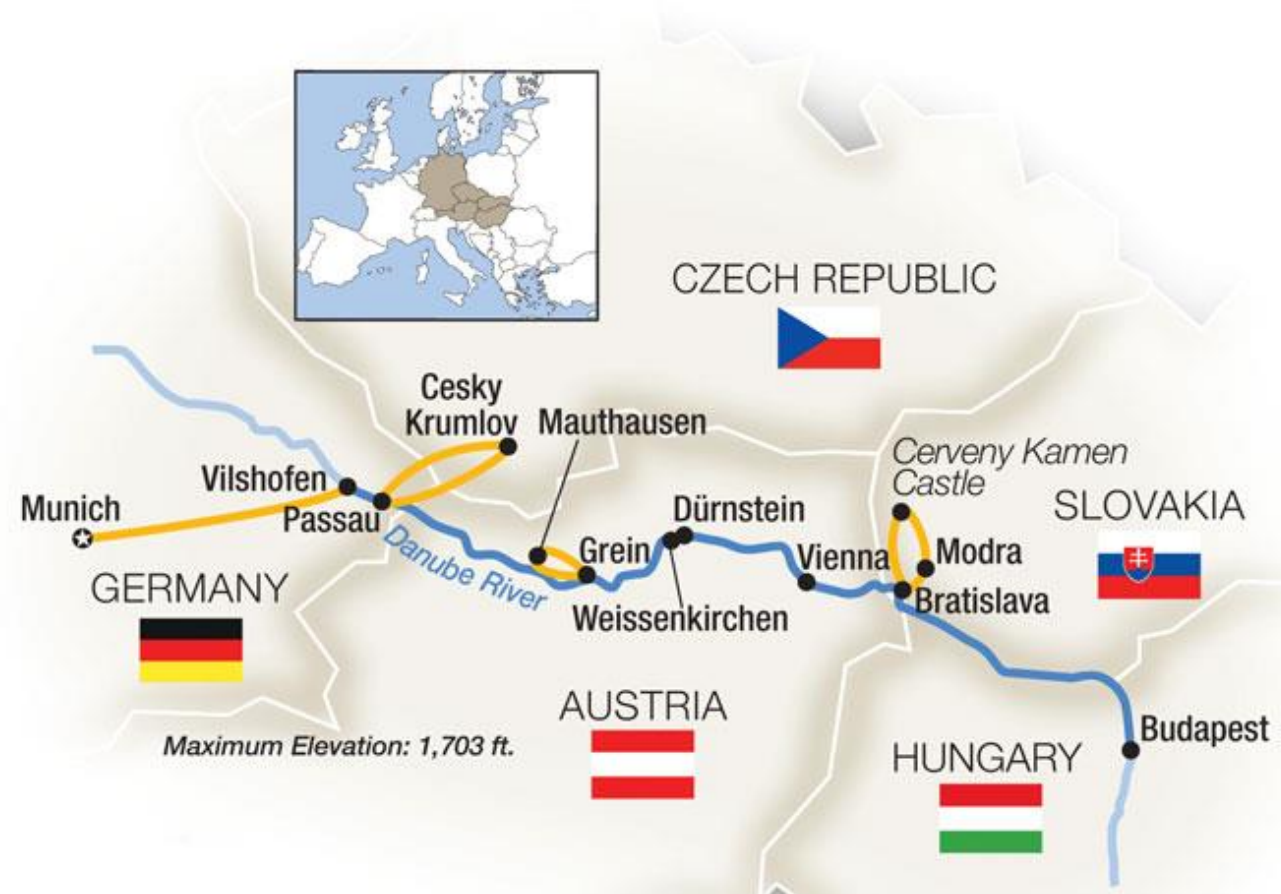 CZECH REPUBLIC
Cesky
Krumlov
Mauthausen
Cerveny Kamen
Castle
Vilshofen
SLOVAKIA
Munich
Passau
Dürnstein
Danube River
Grein
Vienna
Modra
GERMANY
Weissenkirchen
Bratislava
AUSTRIA
Maximum Elevation: 1,703 ft.
Budapest
HUNGARY